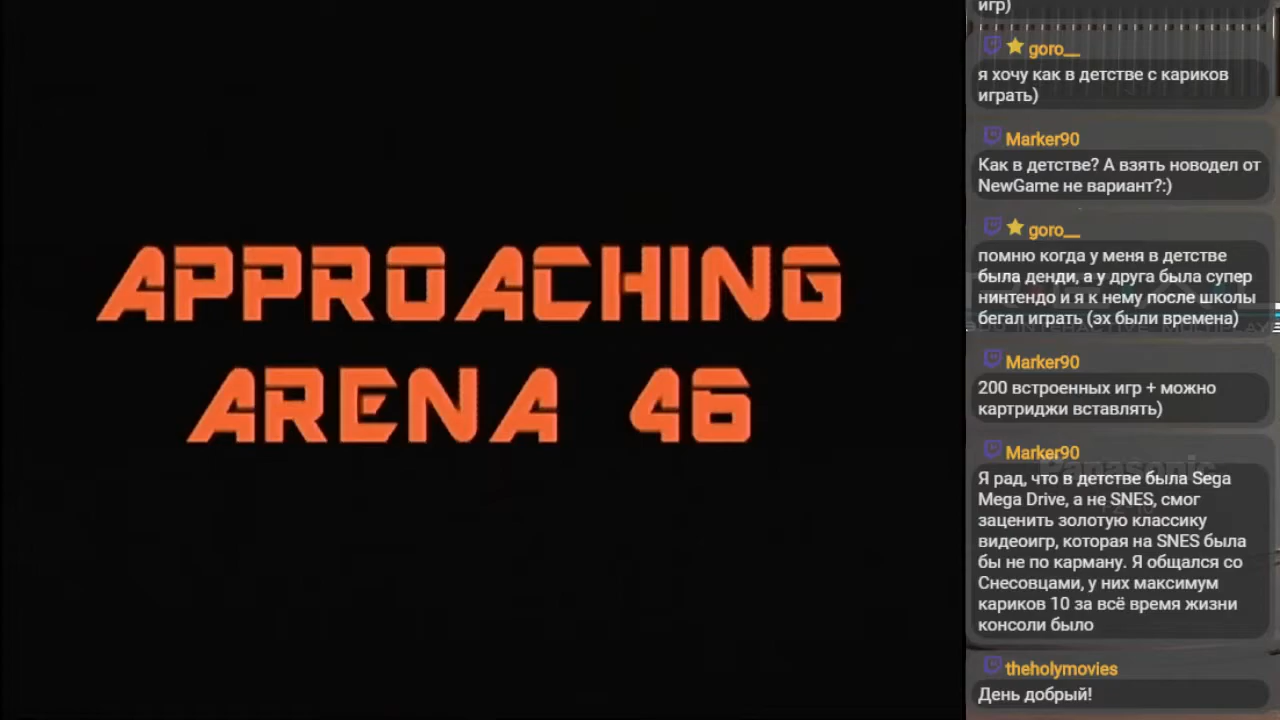 APPROACHING
ARENA 46
игр)
goro__
я хочу как в детстве с кариков
играть)
Marker90
Как в детстве? А взять новодел от
NewGame не вариант?:)
goro__
помню когда у меня в детстве
была денди, а у друга была супер
нинтендо и я к нему после школы
бегал играть (эх были времена)
Marker90
200 встроенных игр + можно
картриджи вставлять)
Marker90
Panasonic
Я рад, что в детстве была Sega
Mega Drive, а не SNES, смог
заценить золотую классику
видеоигр, которая на SNES была
бы не по карману. Я общался со
Снесовцами, у них максимум
кариков 10 за всё время жизни
консоли было
theholymovies
День добрый!